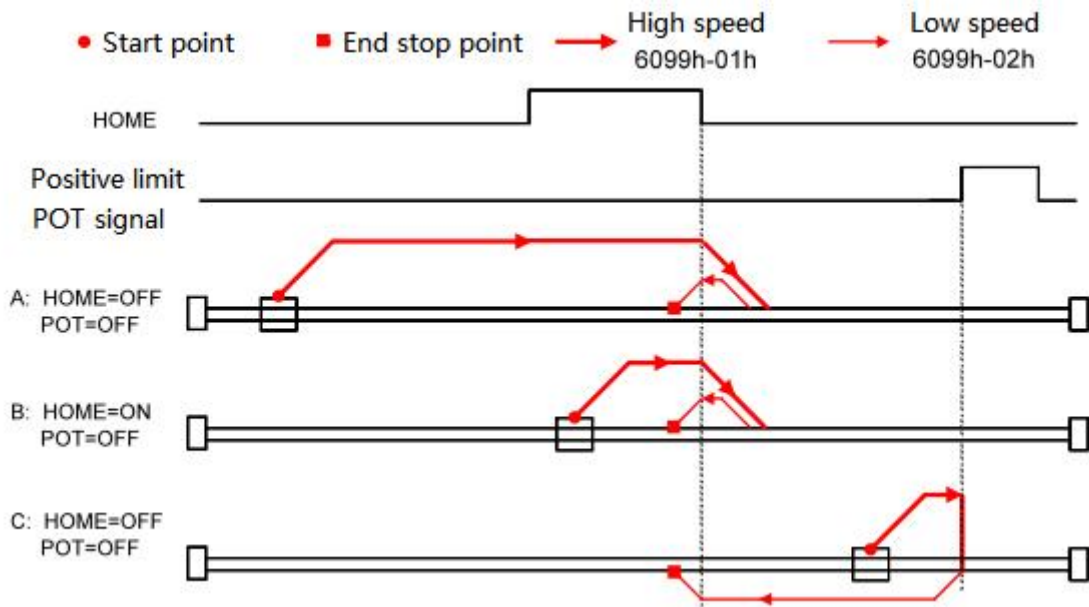 Start point
End stop point
High speed
6099h-01h
Low speed
6099h-02h
HOME
Positive limit
POT signal
A: HOME=OFF
POT=OFF
B: HOME=ON
POT=OFF
C: HOME=OFF
POT=OFF